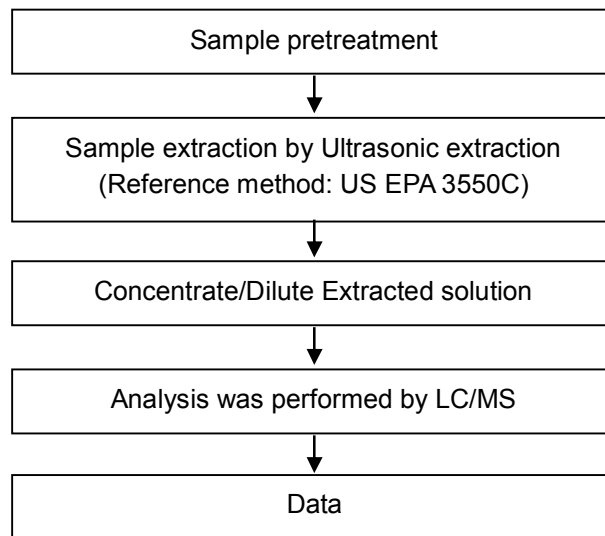 Sample pretreatment
Sample extraction by Ultrasonic extraction
(Reference method: US EPA 3550C)
Concentrate/Dilute Extracted solution
Analysis was performed by LC/MS
Data